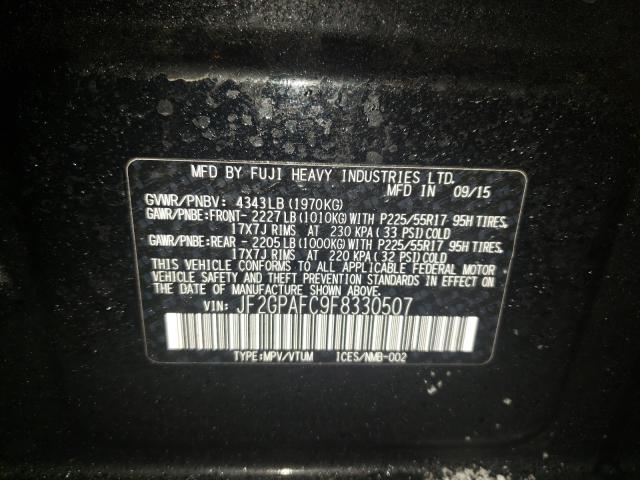 MFD BY FUJI HEAVY INDUSTRIES LTD.
MFD IN 09/15
GVWR/PNBV: 4343LB (1970KG)
GAWR/PNBE:FRONT- 2227LB (1010KG) WITH P225/55R17 95H TIRES,
17X7J RIMS AT 230 KPA (33 PSI) COLD
GAWR/PNBE:REAR - 2205LB (1000KG) WITH P225/55R17 95H TIRES,
17X7J RIMS AT 220 KPA (32 PSI) COLD
THIS VEHICLE CONFORMS TO ALL APPLICABLE FEDERAL MOTOR
VEHICLE SAFETY AND THEFT PREVENTION STANDARDS IN EFFECT ON
THE DATE OF MANUFACTURE SHOWN ABOVE.
VIN: JF2GPAFC9F8330507
TYPE:MPV/VTUM ICES/NMB-002